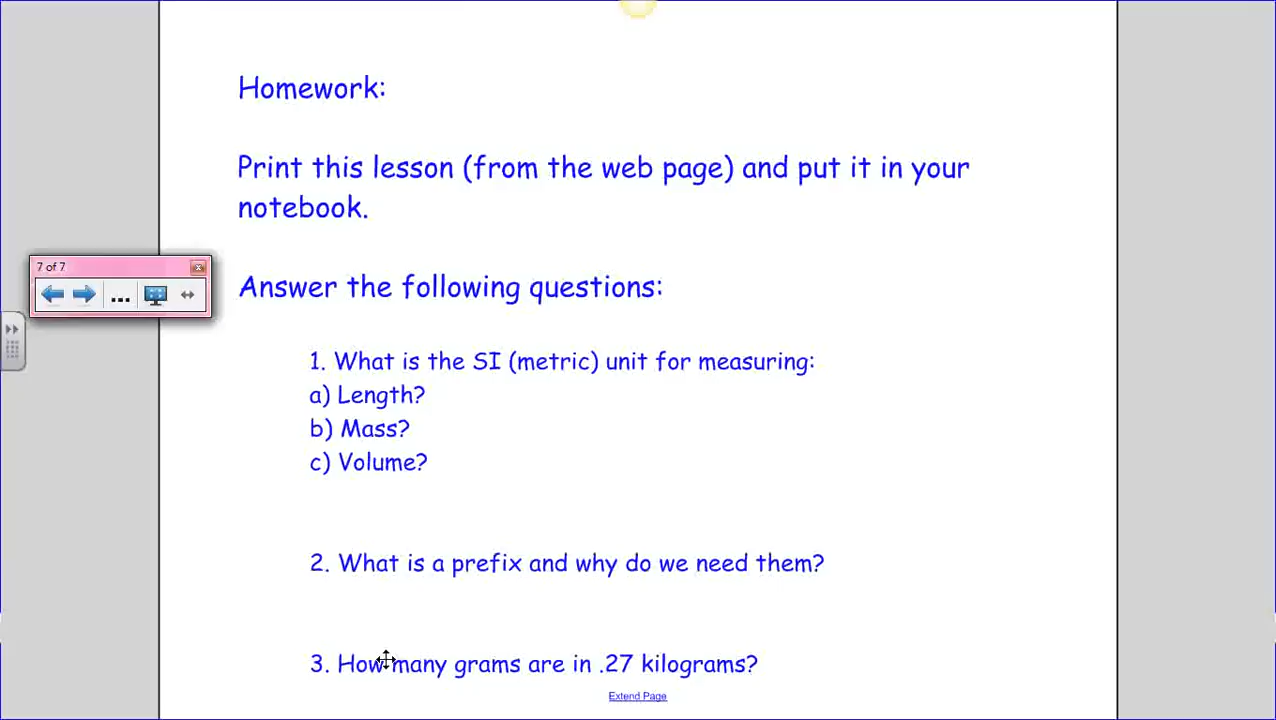 Homework:
Print this lesson (from the web page) and put it in your
notebook.
7 of 7
...
Answer the following questions:
1. What is the SI (metric) unit for measuring:
a) Length?
b) Mass?
c) Volume?
2. What is a prefix and why do we need them?
3. How many grams are in .27 kilograms?
Extend Page